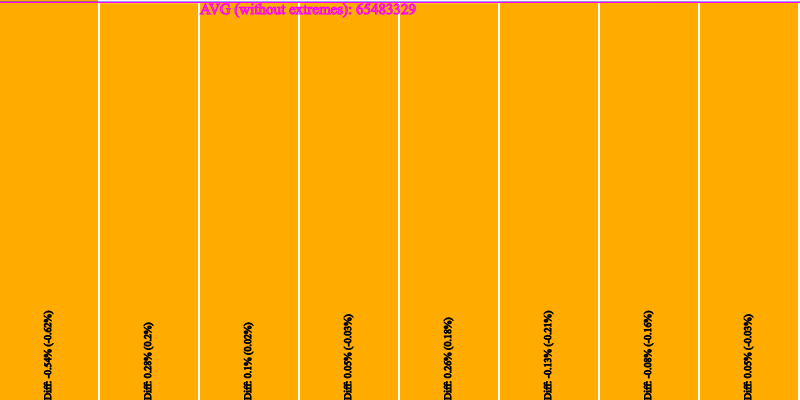 AVG (without extremes): 65483329
Diff: -0.54% (-0.62%)
Diff: 0.28% (0.2%)
Diff: 0.1% (0.02%)
Diff: 0.05% (-0.03%)
Diff: 0.26% (0.18%)
Diff: -0.13% (-0.21%)
Diff: -0.08% (-0.16%)
Diff: 0.05% (-0.03%)